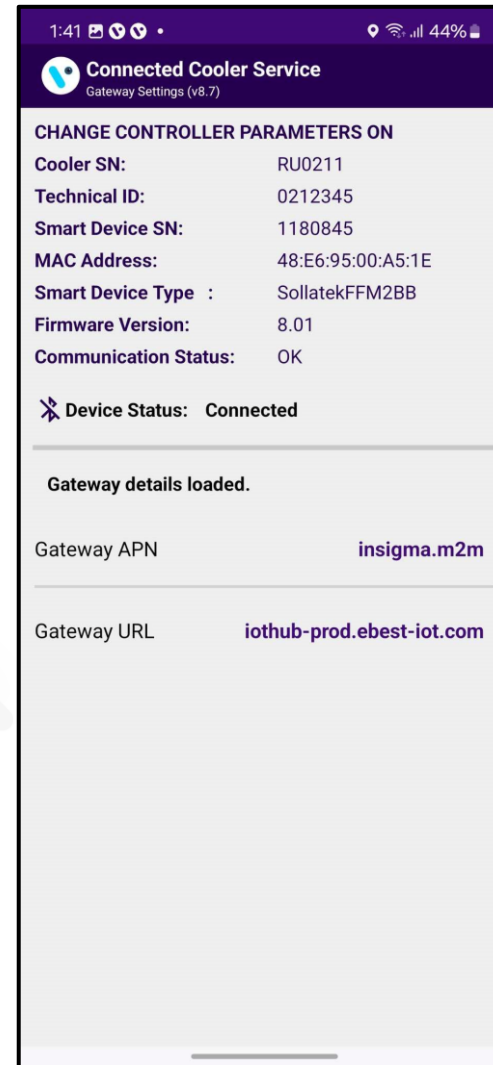 1:41 44%
Connected Cooler Service
Gateway Settings (v8.7)
CHANGE CONTROLLER PARAMETERS ON
Cooler SN: RU0211
Technical ID: 0212345
Smart Device SN: 1180845
MAC Address: 48:E6:95:00:A5:1E
Smart Device Type : SollatekFFM2BB
Firmware Version: 8.01
Communication Status: OK
Device Status: Connected
Gateway details loaded.
Gateway APN insigma.m2m
Gateway URL iothub-prod.ebest-iot.com